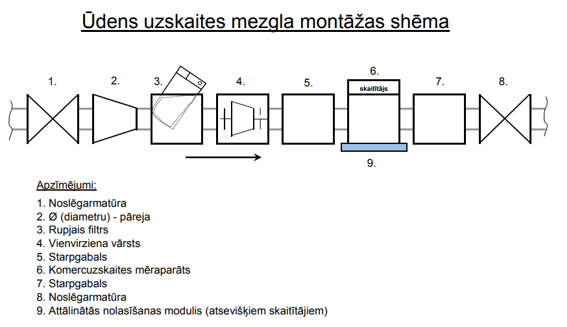 Ūdens uzskaites mezgla montāžas shēma
1.
2.
3.
4.
5.
6.
7.
8.
skaitītājs
9.
Apzīmējumi:
1. Noslēgarmatūra
2. Ø (diametru) - pāreja
3. Rupjais filtrs
4. Vienvirziena vārsts
5. Starpgabals
6. Komercuzskaites mēraparāts
7. Starpgabals
8. Noslēgarmatūra
9. Attālinātās nolasīšanas modulis (atsevišķiem skaitītājiem)